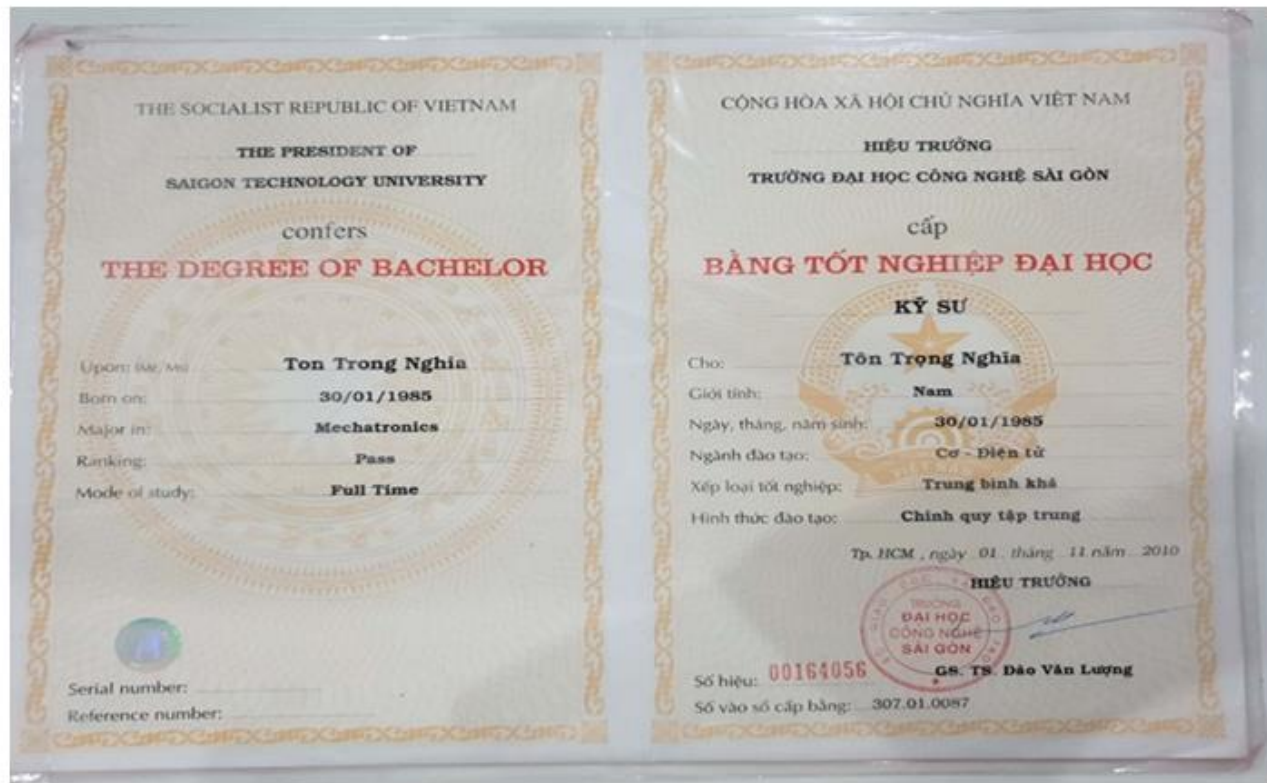 THE SOCIALIST REPUBLIC OF VIETNAM
THE PRESIDENT OF
SAIGON TECHNOLOGY UNIVERSITY
confers
THE DEGREE OF BACHELOR
Upon: (Mr, Ms)
Ton Trong Nghia
Born on: 30/01/1985
Major in: Mechatronics
Ranking: Pass
Mode of study: Full Time
Serial number:
Reference number:
CỘNG HÒA XÃ HỘI CHỦ NGHĨA VIỆT NAM
HIỆU TRƯỞNG
TRƯỜNG ĐẠI HỌC CÔNG NGHỆ SÀI GÒN
cấp
BẰNG TỐT NGHIỆP ĐẠI HỌC
KỸ SƯ
Cho: Tôn Trọng Nghĩa
Giới tính: Nam
Ngày, tháng, năm sinh: 30/01/1985
Ngành đào tạo: Cơ - Điện tử
Xếp loại tốt nghiệp: Trung bình khá
Hình thức đào tạo: Chính quy tập trung
Tp. HCM , ngày 01 tháng 11 năm 2010
HIỆU TRƯỞNG
TRƯỜNG
ĐẠI HỌC
CÔNG NGHỆ
SÀI GÒN
GS. TS. Đào Văn Lượng
Số hiệu: 00164056
Số vào sổ cấp bằng: 307.01.0087